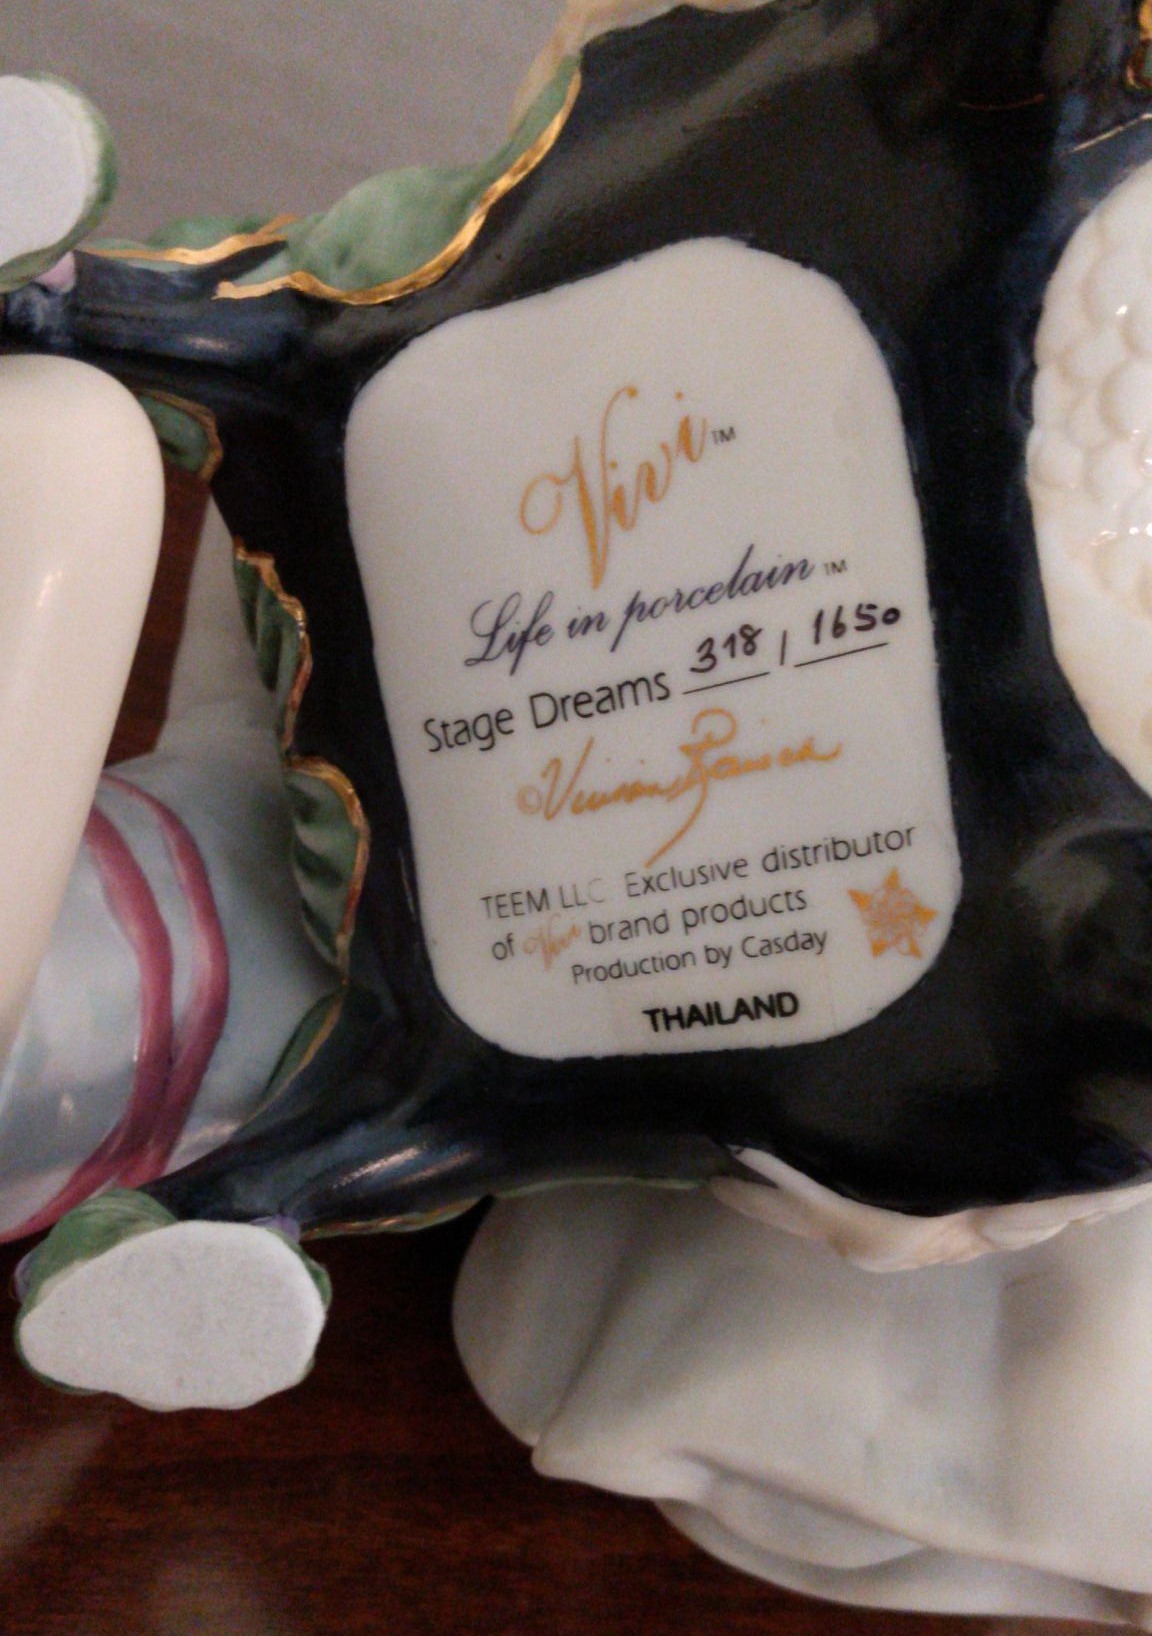 Vivi™
Life in porcelain™
Stage Dreams 318 / 1650
© Vivian
TEEM LLC Exclusive distributor
of Vivi brand products
Production by Casday
THAILAND